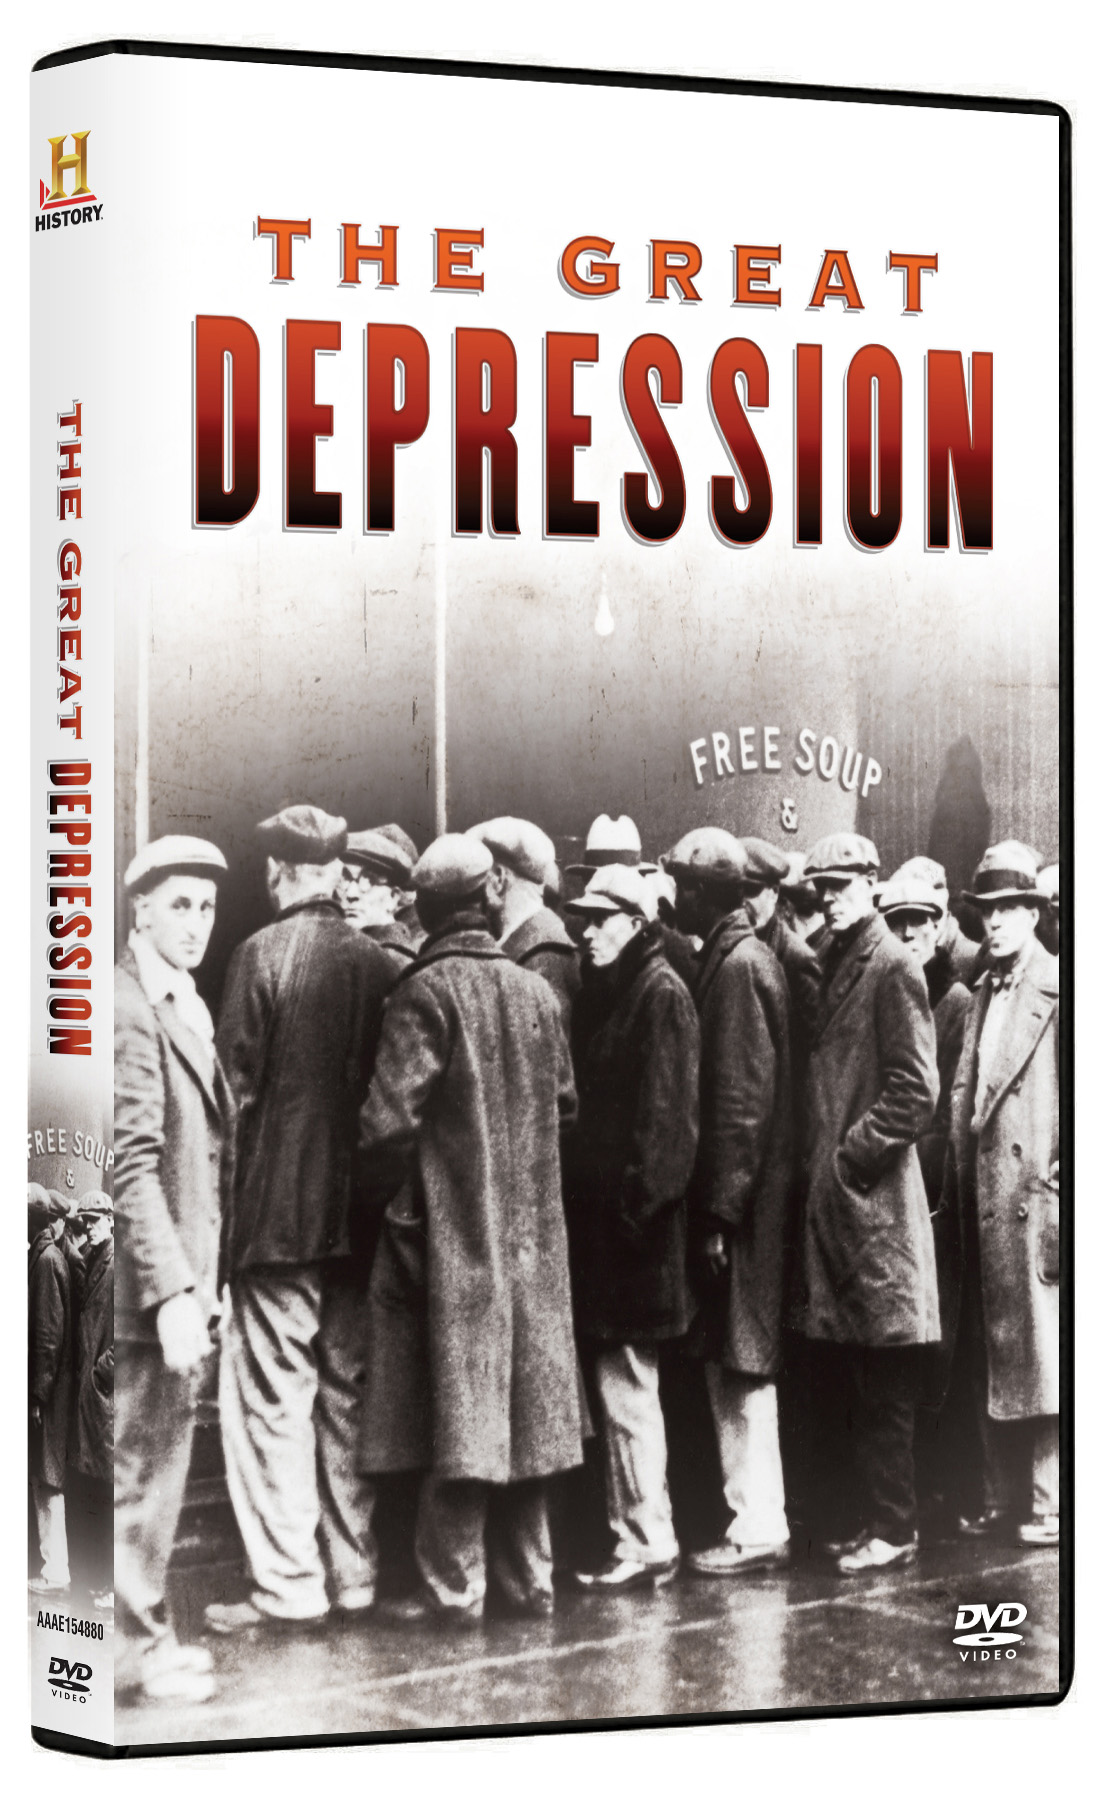 HISTORY
THE GREAT DEPRESSION
FREE SOUP
&
AAAE154880
DVD
VIDEO
THE GREAT
DEPRESSION
FREE SOUP
&
DVD
VIDEO